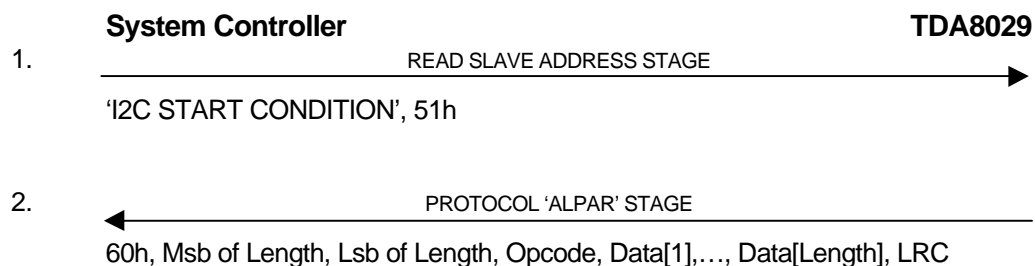 System Controller TDA8029
1. READ SLAVE ADDRESS STAGE
‘I2C START CONDITION’, 51h
2. PROTOCOL ‘ALPAR’ STAGE
60h, Msb of Length, Lsb of Length, Opcode, Data[1],…, Data[Length], LRC